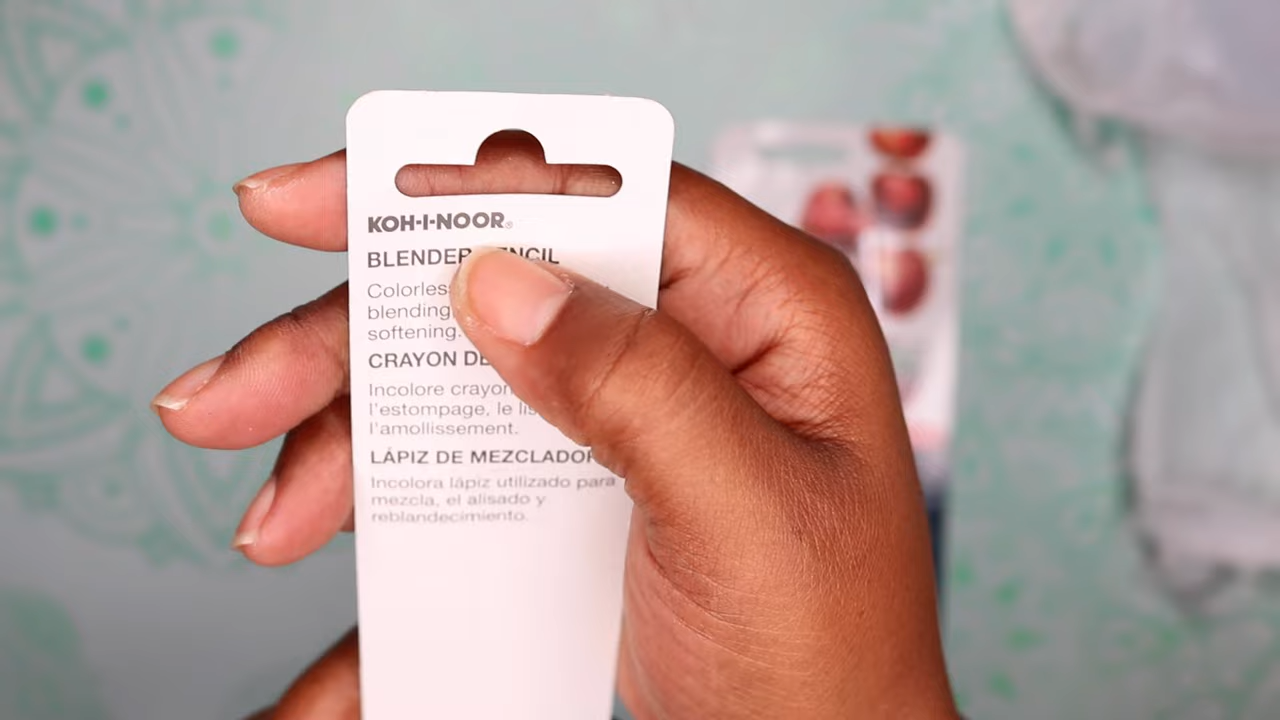 KOH-I-NOOR®
BLENDER PENCIL
Colorless
blending
softening.
CRAYON DE
Incolore crayon
l'estompage, le lis
l'amollissement.
LÁPIZ DE MEZCLADOR
Incolora lápiz utilizado para
mezcla, el alisado y
reblandecimiento.